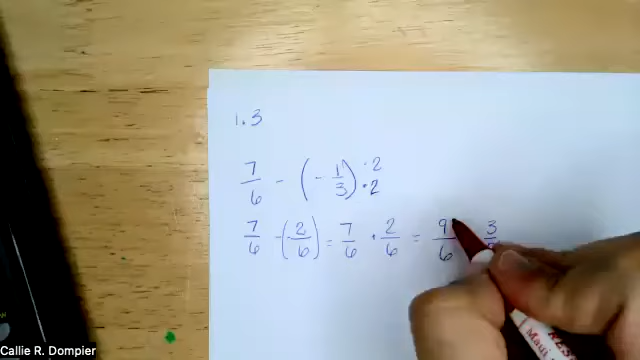 1.3
7/6 - (-1/3) ·2 ·2
7/6 -(-2/6) = 7/6 + 2/6 = 9/6 3
Callie R. Dompier